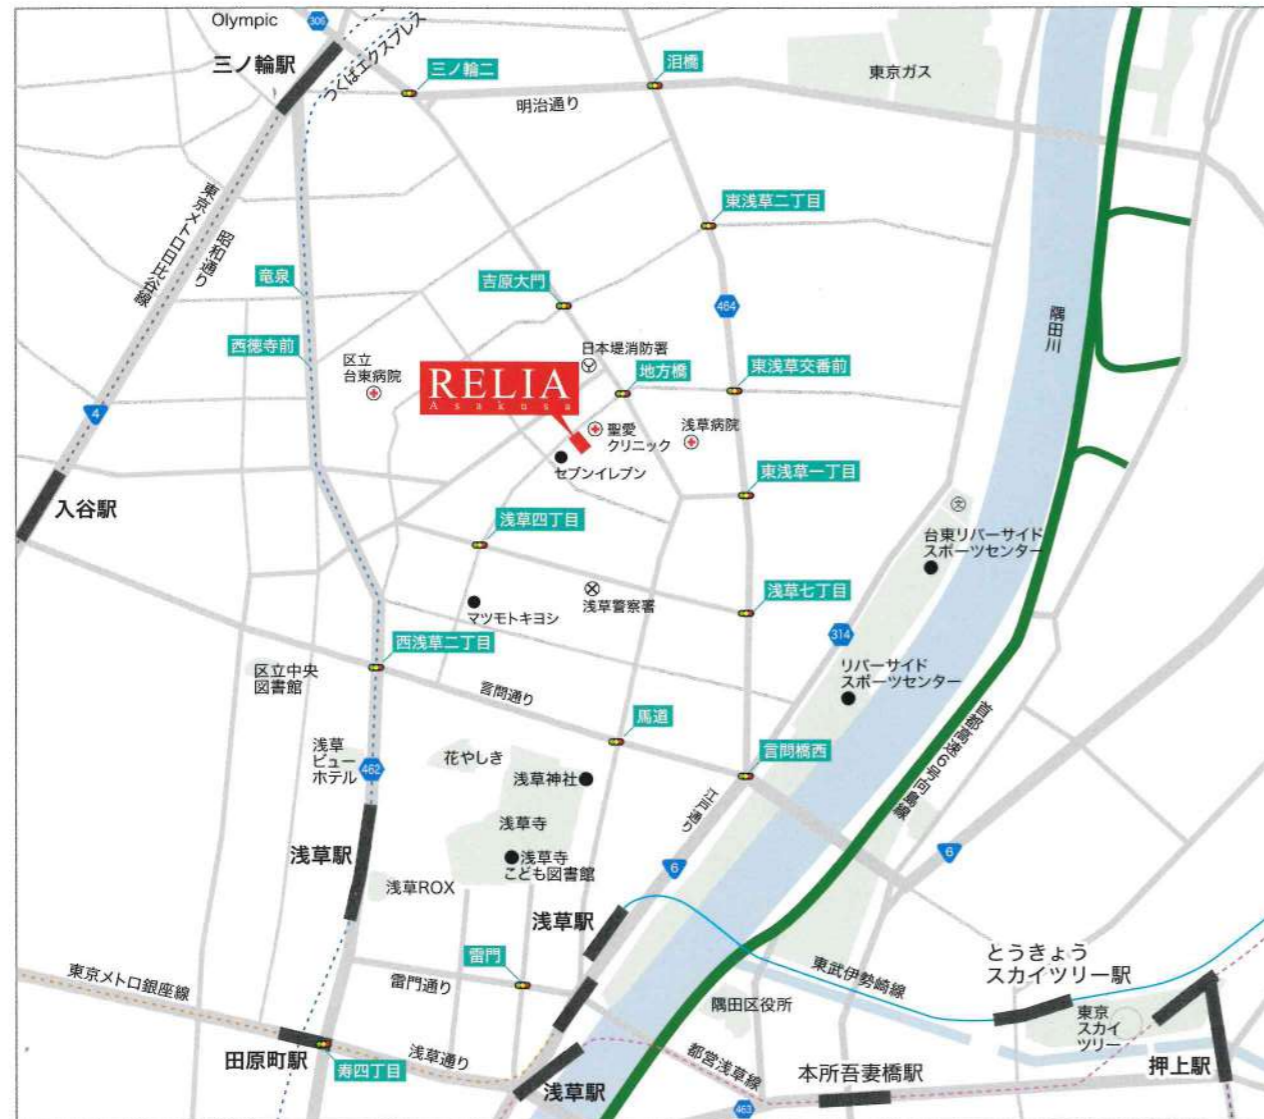 Olympic
305
つくばエクスプレス
三ノ輪駅
三ノ輪二
泪橋
東京ガス
明治通り
東京メトロ日比谷線
昭和通り
東浅草二丁目
竜泉
吉原大門
464
隅田川
西徳寺前
区立
台東病院
日本堤消防署
地方橋
東浅草交番前
RELIA
Asakusa
4
聖愛
クリニック
浅草病院
セブンイレブン
東浅草一丁目
入谷駅
浅草四丁目
文
台東リバーサイド
スポーツセンター
浅草警察署
浅草七丁目
マツモトキヨシ
314
西浅草二丁目
区立中央
図書館
リバーサイド
スポーツセンター
言問通り
馬道
首都高速6号向島線
浅草
ビュー
ホテル
462
花やしき
浅草神社
言問橋西
江戸通り
浅草寺
浅草駅
浅草寺
こども図書館
6
6
浅草ROX
浅草駅
雷門
とうきょう
スカイツリー駅
東京メトロ銀座線
雷門通り
東武伊勢崎線
隅田区役所
東京
スカイ
ツリー
田原町駅
寿四丁目
浅草通り
浅草駅
都営浅草線
463
本所吾妻橋駅
押上駅